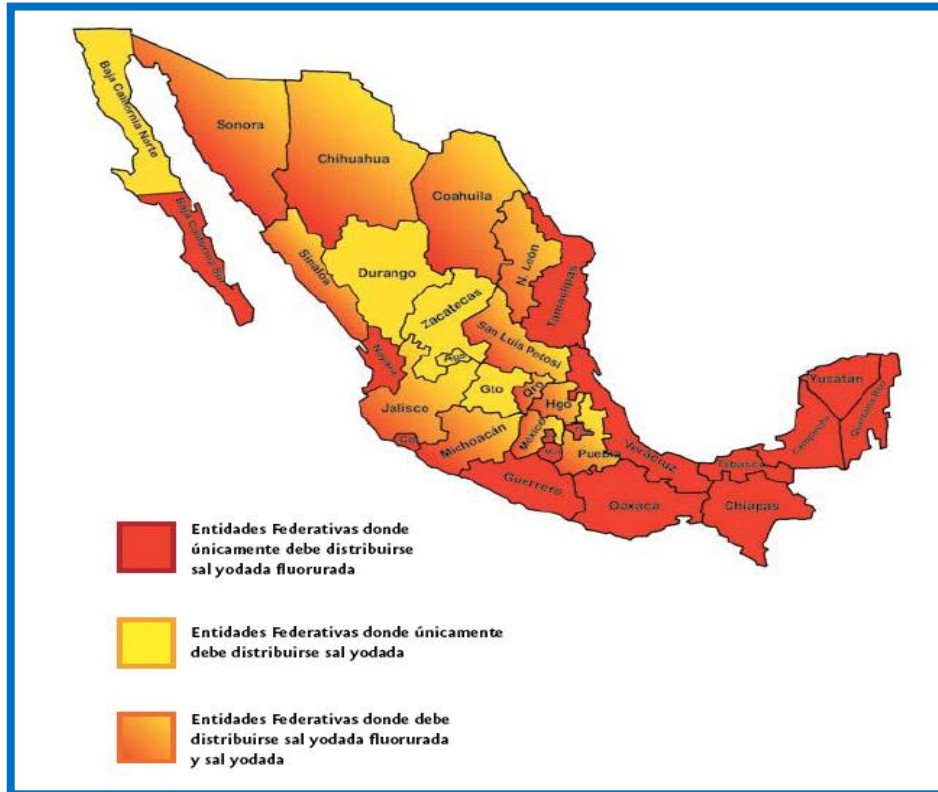 Baja California Norte
Sonora
Chihuahua
Coahuila
Baja California Sur
Sinaloa
Durango
N. León
Tamaulipas
Zacatecas
San Luis Potosí
Nayarit
Ags
Gto
Qro
Hgo
Jalisco
Co
Michoacán
México
Mor
Puebla
Veracruz
Yucatán
Campeche
Quintana Roo
Tabasco
Guerrero
Oaxaca
Chiapas
Entidades Federativas donde
únicamente debe distribuirse
sal yodada fluorurada
Entidades Federativas donde únicamente
debe distribuirse sal yodada
Entidades Federativas donde debe
distribuirse sal yodada fluorurada
y sal yodada